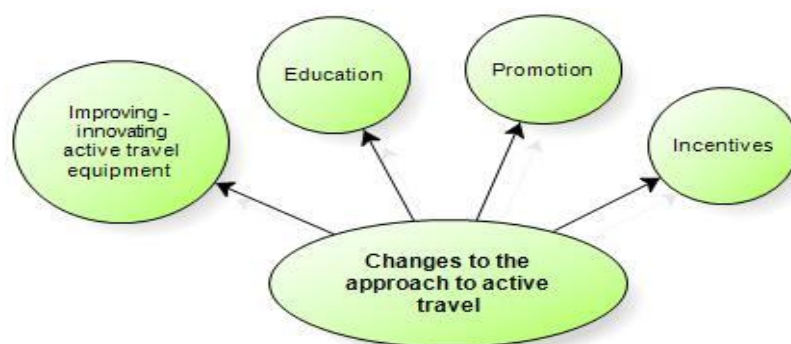 Improving -
innovating
active travel
equipment
Education
Promotion
Incentives
Changes to the
approach to active
travel